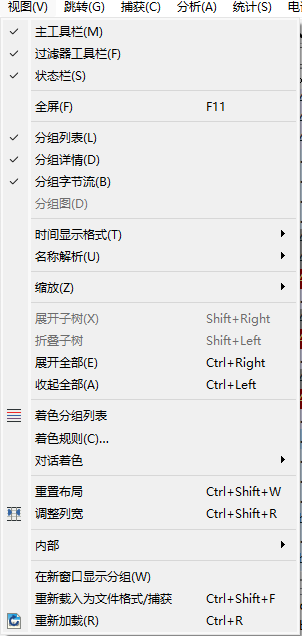 视图(V) 跳转(G) 捕获(C) 分析(A) 统计(S)
主工具栏(M)
过滤器工具栏(F)
状态栏(S)
全屏(F) F11
分组列表(L)
分组详情(D)
分组字节流(B)
分组图(D)
时间显示格式(T)
名称解析(U)
缩放(Z)
展开子树(X) Shift+Right
折叠子树 Shift+Left
展开全部(E) Ctrl+Right
收起全部(A) Ctrl+Left
着色分组列表
着色规则(C)...
对话着色
重置布局 Ctrl+Shift+W
调整列宽 Ctrl+Shift+R
内部
在新窗口显示分组(W)
重新载入为文件格式/捕获 Ctrl+Shift+F
重新加载(R) Ctrl+R